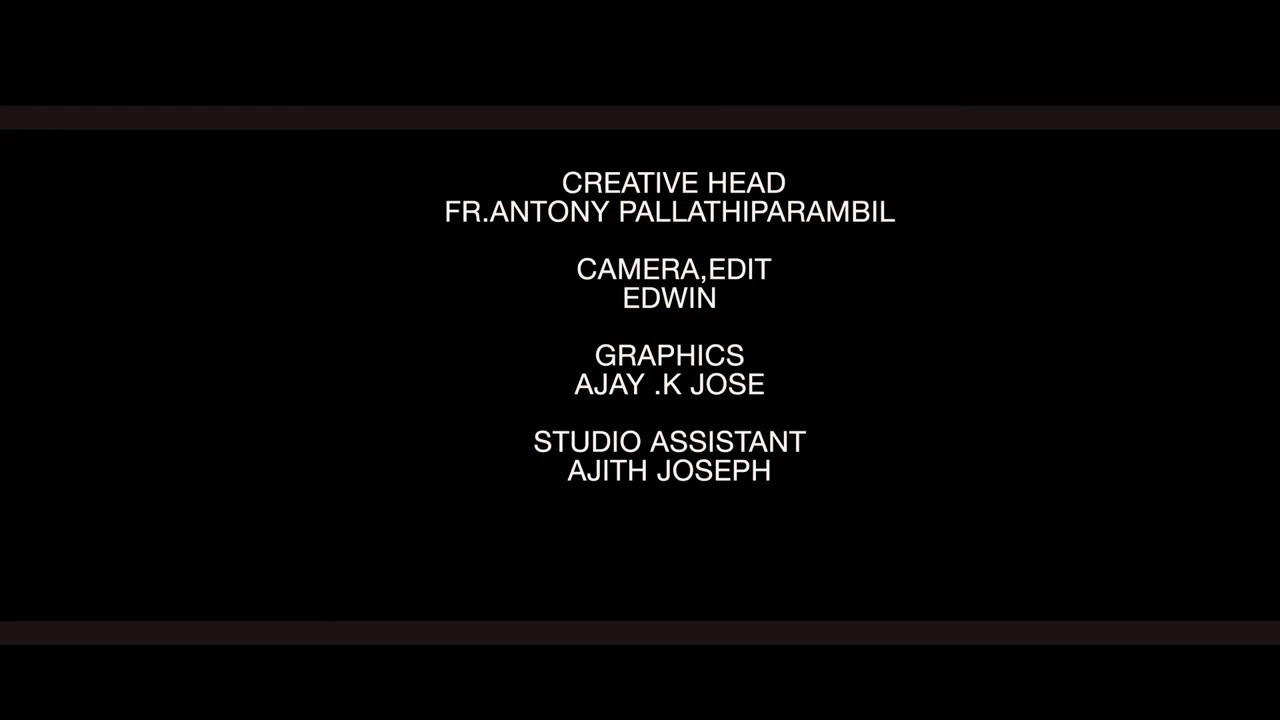 CREATIVE HEAD
FR.ANTONY PALLATHIPARAMBIL
CAMERA,EDIT
EDWIN
GRAPHICS
AJAY .K JOSE
STUDIO ASSISTANT
AJITH JOSEPH